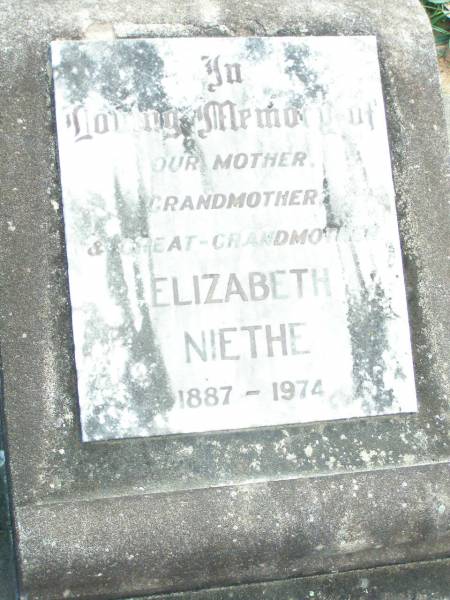 In
Loving Memory of
OUR MOTHER,
GRANDMOTHER,
& GREAT-GRANDMOTHER
ELIZABETH
NIETHE
1887 - 1974